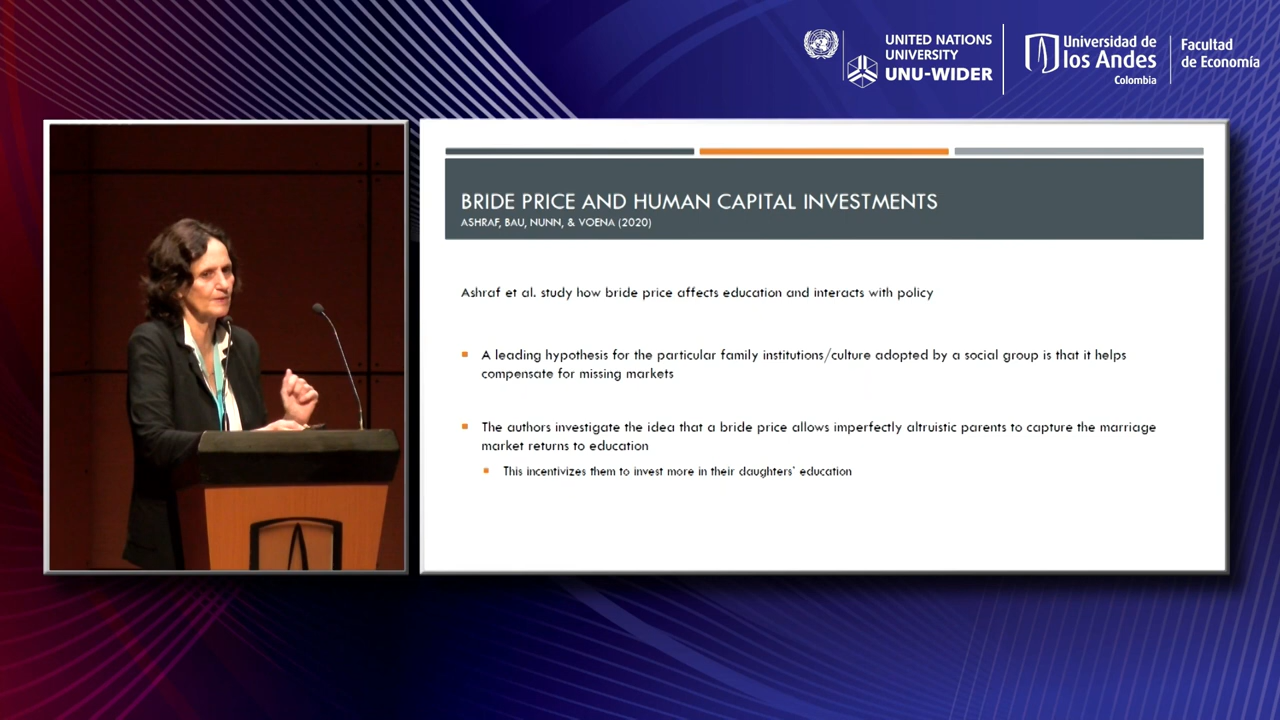 UNITED NATIONS
UNIVERSITY
UNU-WIDER
Universidad de
los Andes
Colombia
Facultad
de Economía
BRIDE PRICE AND HUMAN CAPITAL INVESTMENTS
ASHRAF, BAU, NUNN, & VOENA (2020)
Ashraf et al. study how bride price affects education and interacts with policy
A leading hypothesis for the particular family institutions/culture adopted by a social group is that it helps
compensate for missing markets
The authors investigate the idea that a bride price allows imperfectly altruistic parents to capture the marriage
market returns to education
This incentivizes them to invest more in their daughters' education